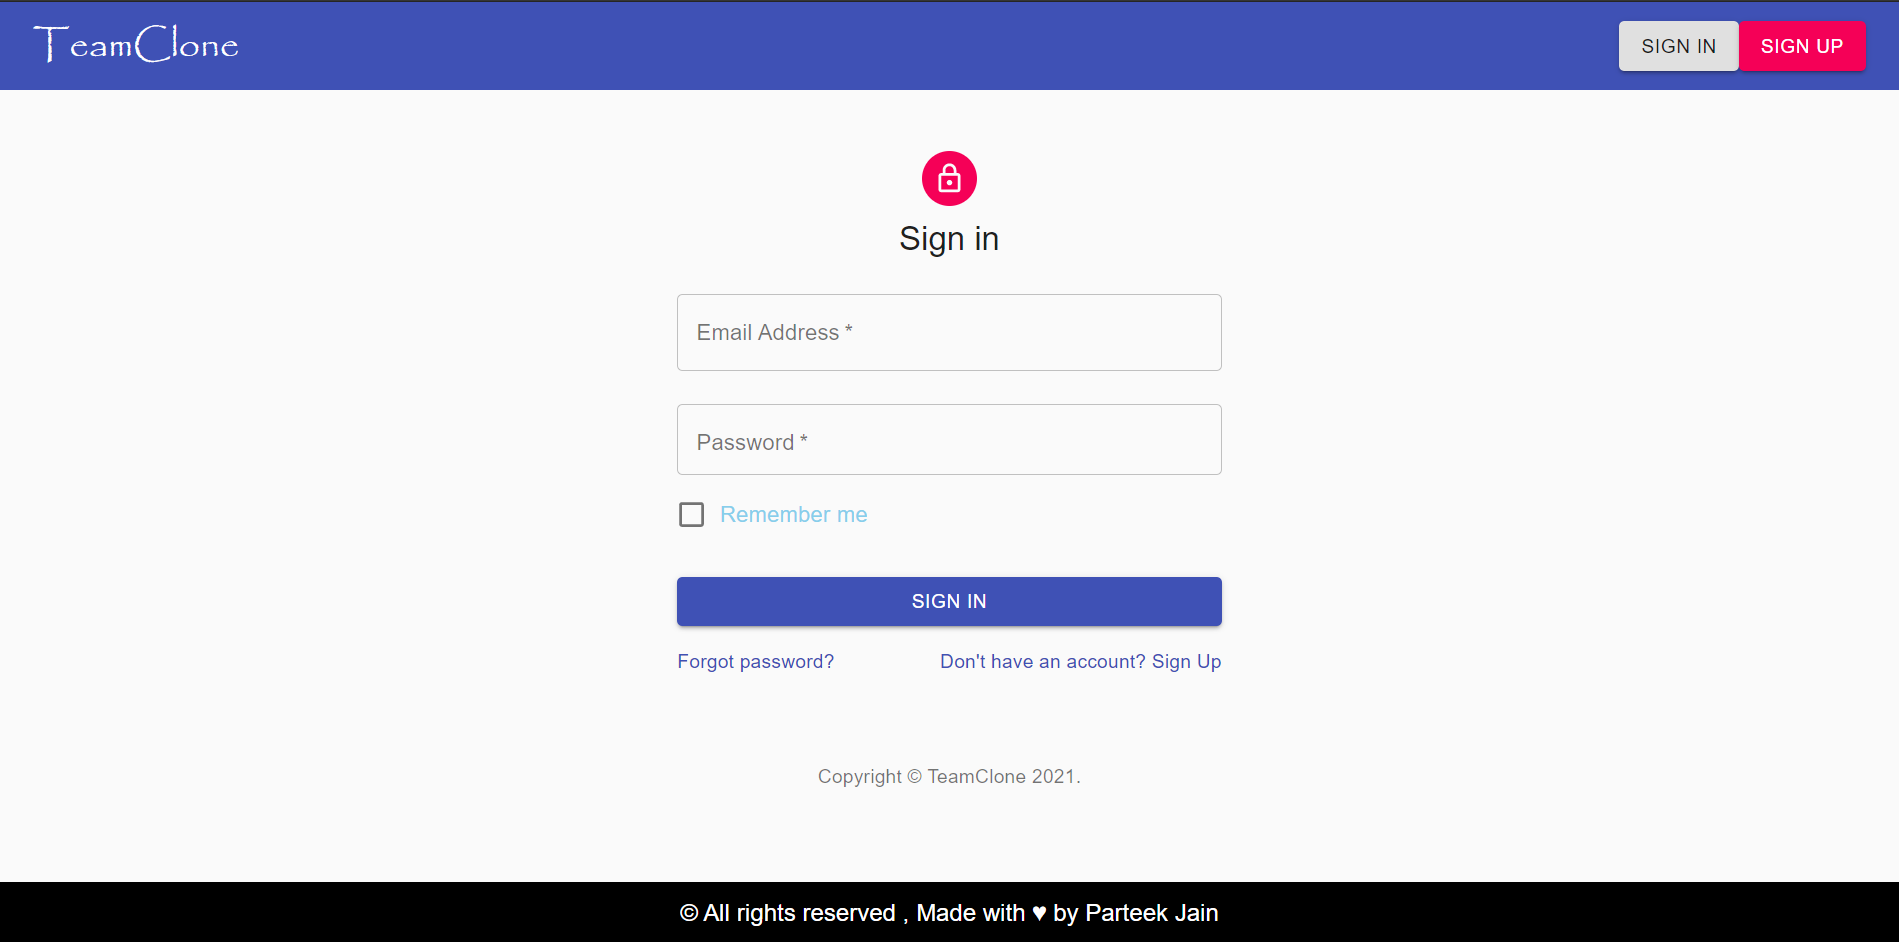 TeamClone
SIGN IN
SIGN UP
Sign in
Email Address *
Password *
Remember me
SIGN IN
Forgot password?
Don't have an account? Sign Up
Copyright © TeamClone 2021.
© All rights reserved , Made with ♥ by Parteek Jain